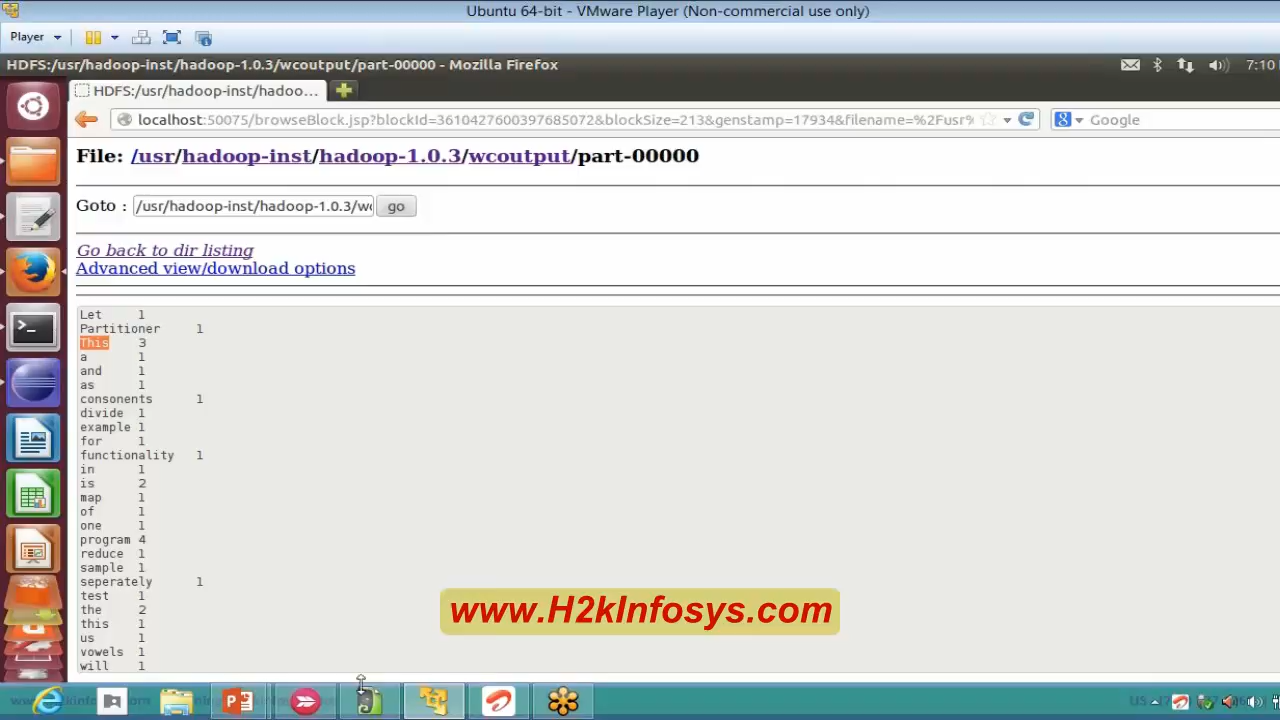 Ubuntu 64-bit - VMware Player (Non-commercial use only)
Player
HDFS:/usr/hadoop-inst/hadoop-1.0.3/wcoutput/part-00000 - Mozilla Firefox
7:10
HDFS:/usr/hadoop-inst/hadoo...
localhost:50075/browseBlock.jsp?blockId=3610427600397685072&blockSize=213&genstamp=17934&filename=%2Fusr%
Google
File: /usr/hadoop-inst/hadoop-1.0.3/wcoutput/part-00000
Goto : /usr/hadoop-inst/hadoop-1.0.3/wc go
Go back to dir listing
Advanced view/download options
Let 1
Partitioner 1
This 3
a 1
and 1
as 1
consonents 1
divide 1
example 1
for 1
functionality 1
in 1
is 2
map 1
of 1
one 1
program 4
reduce 1
sample 1
seperately 1
test 1
the 2
this 1
us 1
vowels 1
will 1
www.H2kInfosys.com